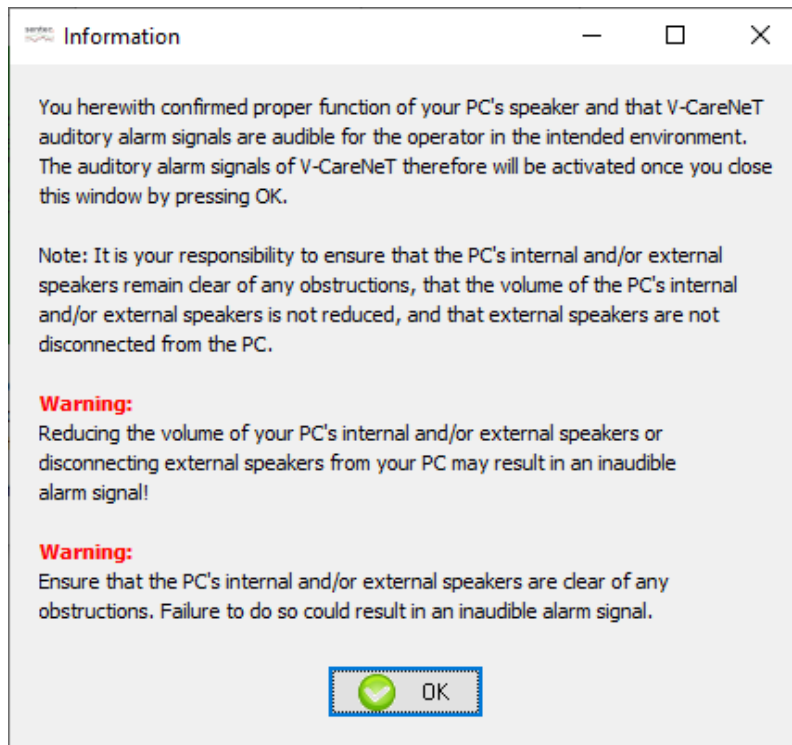 sentec
Information
You herewith confirmed proper function of your PC's speaker and that V-CareNeT
auditory alarm signals are audible for the operator in the intended environment.
The auditory alarm signals of V-CareNeT therefore will be activated once you close
this window by pressing OK.
Note: It is your responsibility to ensure that the PC's internal and/or external
speakers remain clear of any obstructions, that the volume of the PC's internal
and/or external speakers is not reduced, and that external speakers are not
disconnected from the PC.
Warning:
Reducing the volume of your PC's internal and/or external speakers or
disconnecting external speakers from your PC may result in an inaudible
alarm signal!
Warning:
Ensure that the PC's internal and/or external speakers are clear of any
obstructions. Failure to do so could result in an inaudible alarm signal.
OK